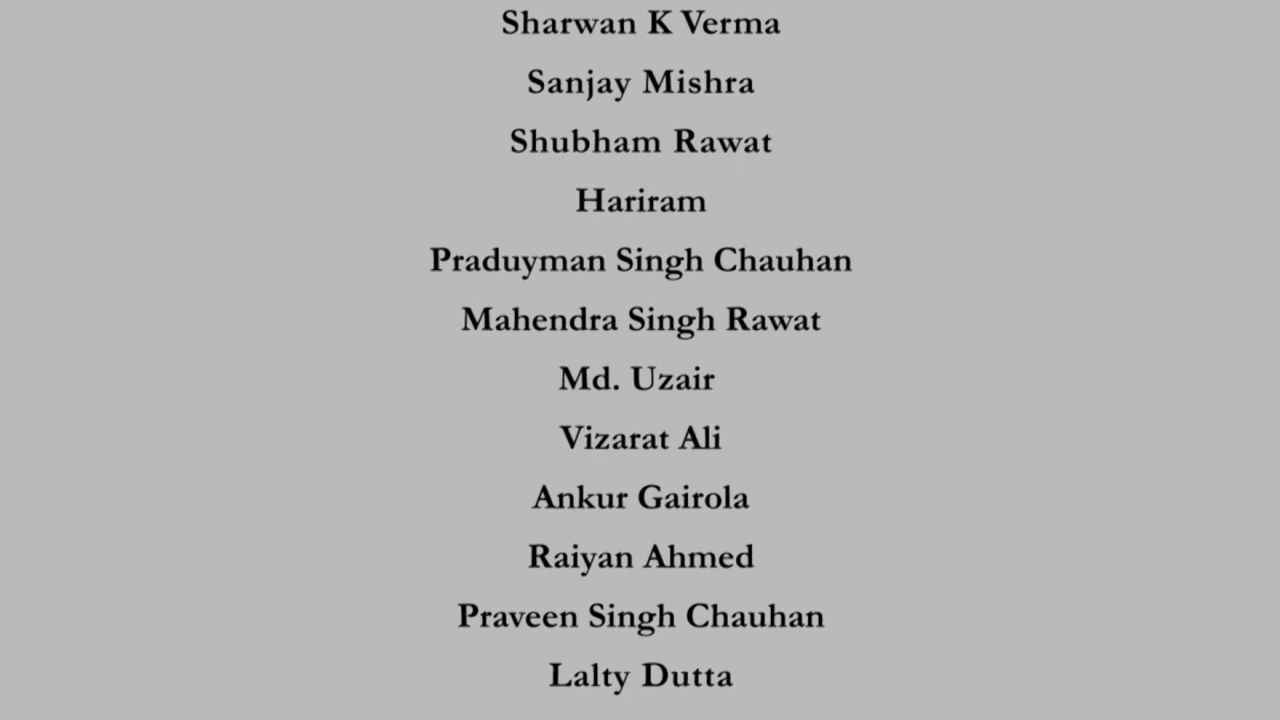 Sharwan K Verma
Sanjay Mishra
Shubham Rawat
Hariram
Praduyman Singh Chauhan
Mahendra Singh Rawat
Md. Uzair
Vizarat Ali
Ankur Gairola
Raiyan Ahmed
Praveen Singh Chauhan
Lalty Dutta